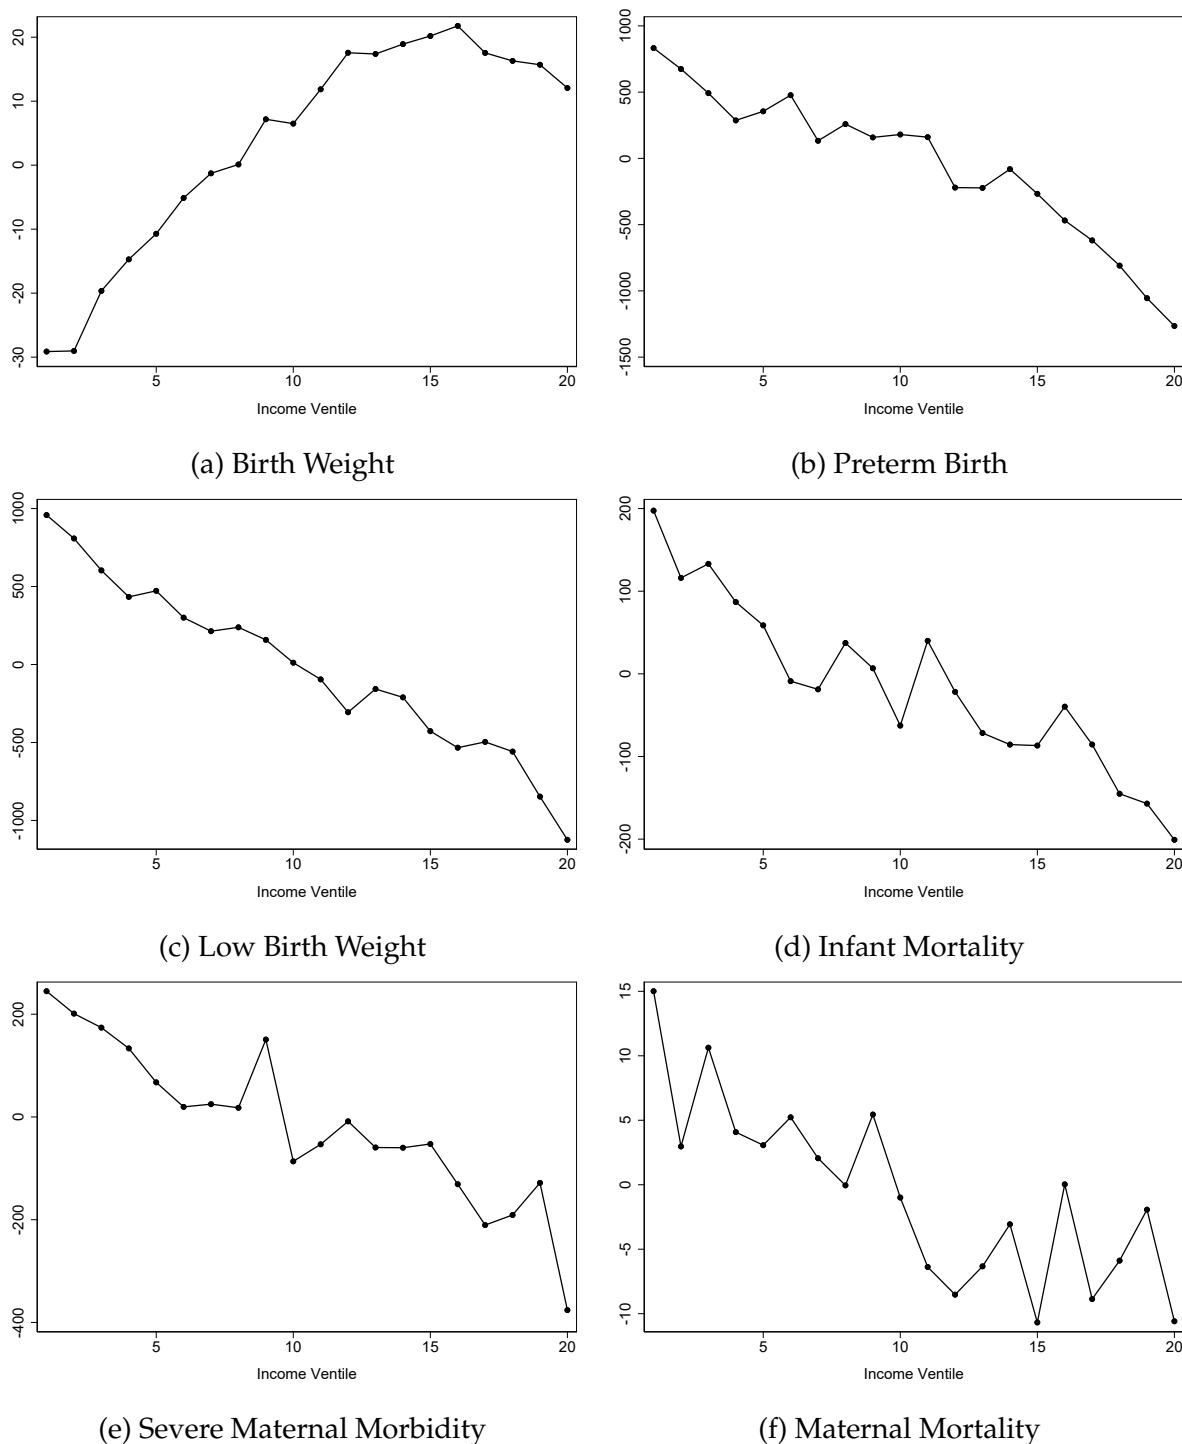 20
10
0
-10
-20
-30
5 10 15 20
Income Ventile
(a) Birth Weight
1000
500
0
-500
-1000
-1500
5 10 15 20
Income Ventile
(b) Preterm Birth
1000
500
0
-500
-1000
5 10 15 20
Income Ventile
(c) Low Birth Weight
200
100
0
-100
-200
5 10 15 20
Income Ventile
(d) Infant Mortality
200
0
-200
-400
5 10 15 20
Income Ventile
(e) Severe Maternal Morbidity
15
10
5
0
-5
-10
5 10 15 20
Income Ventile
(f) Maternal Mortality